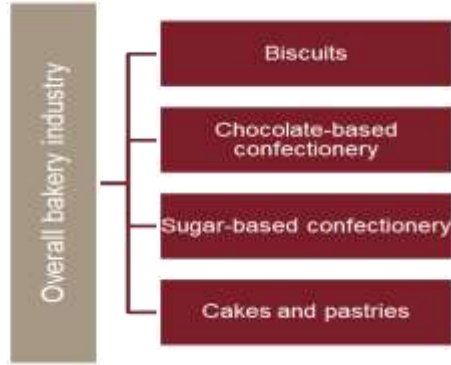 Overall bakery industry
Biscuits
Chocolate-based
confectionery
Sugar-based confectionery
Cakes and pastries